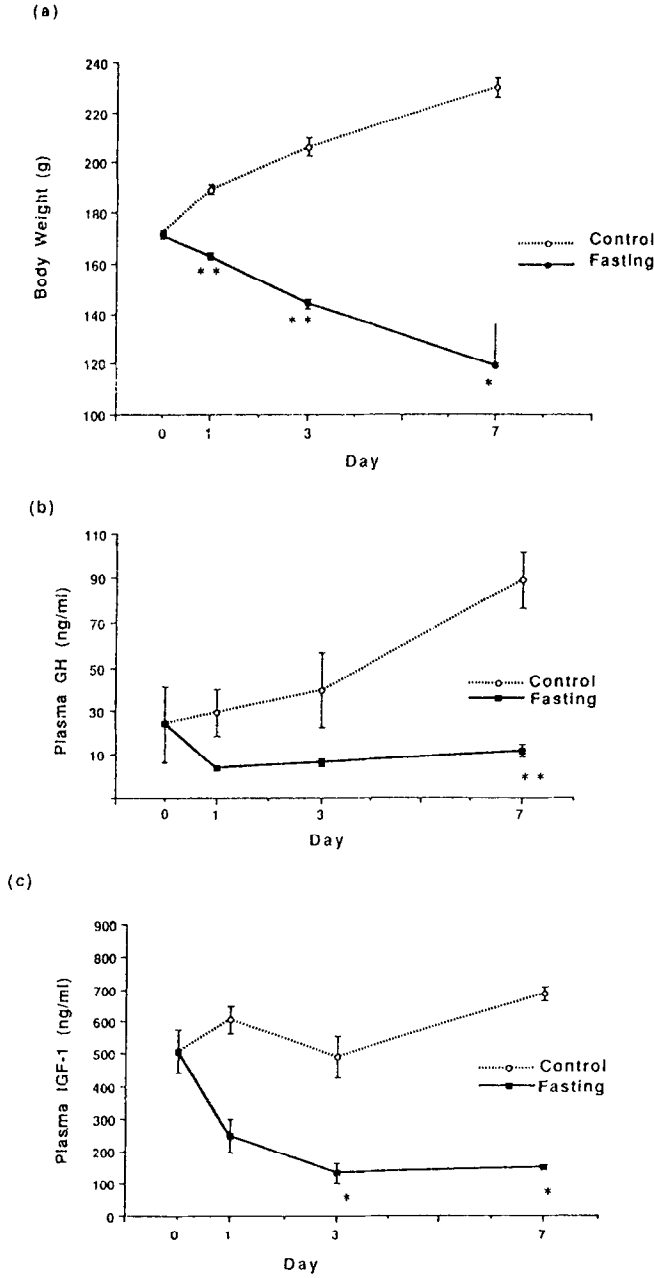 (a)
240
220
200
180
160
140
120
100
Body Weight (g)
Control
Fasting
* *
* *
*
0 1 3 7
Day
(b)
110
90
70
50
30
10
Plasma GH (ng/ml)
Control
Fasting
* *
0 1 3 7
Day
(c)
900
800
700
600
500
400
300
200
100
0
Plasma IGF-1 (ng/ml)
Control
Fasting
*
*
0 1 3 7
Day